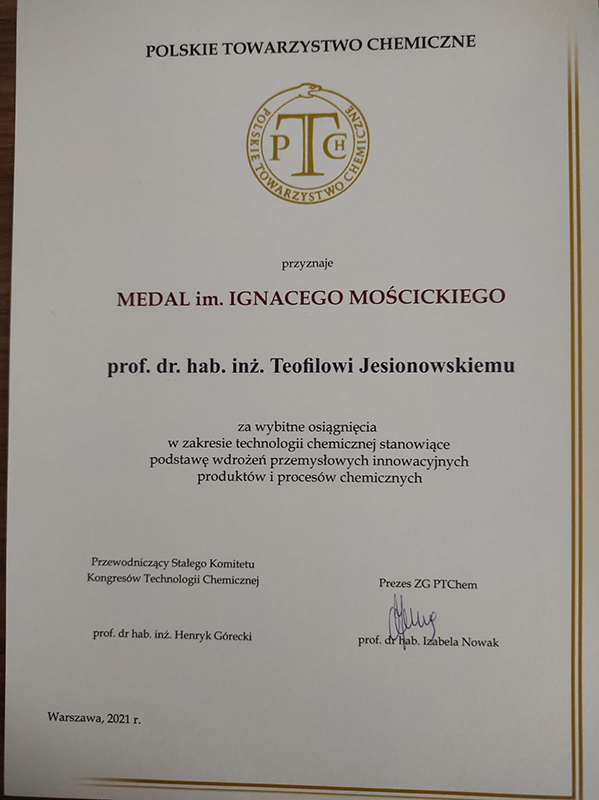 POLSKIE TOWARZYSTWO CHEMICZNE
POLSKIE TOWARZYSTWO CHEMICZNE
PTCH
przyznaje
MEDAL im. IGNACEGO MOŚCICKIEGO
prof. dr. hab. inż. Teofilowi Jesionowskiemu
za wybitne osiągnięcia
w zakresie technologii chemicznej stanowiące
podstawę wdrożeń przemysłowych innowacyjnych
produktów i procesów chemicznych
Przewodniczący Stałego Komitetu
Kongresów Technologii Chemicznej
prof. dr hab. inż. Henryk Górecki
Prezes ZG PTChem
prof. dr hab. Izabela Nowak
Warszawa, 2021 r.